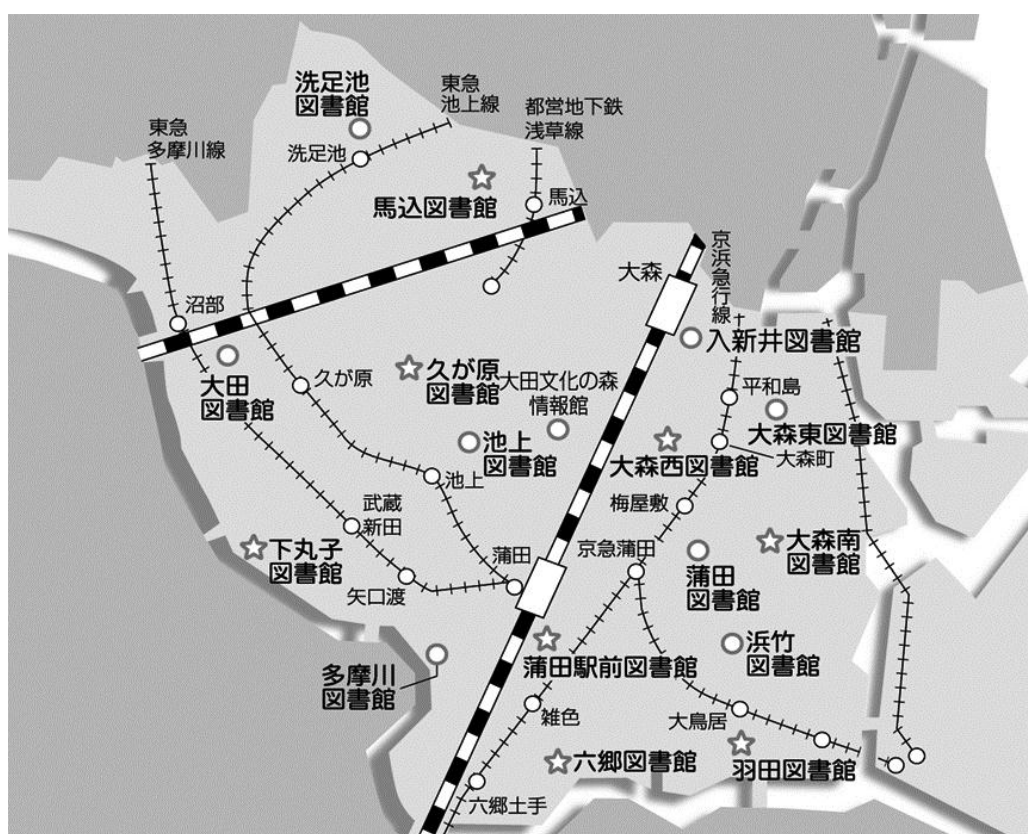 洗足池
図書館
東急
池上線
都営地下鉄
浅草線
東急
多摩川線
洗足池
馬込図書館
馬込
京浜急行線
大森
沼部
入新井図書館
大田
図書館
久が原
久が原
図書館
大田文化の森
情報館
平和島
池上
図書館
大森東図書館
大森西図書館
大森町
池上
武蔵
新田
梅屋敷
下丸子
図書館
蒲田
京急蒲田
大森南
図書館
蒲田
図書館
矢口渡
多摩川
図書館
蒲田駅前図書館
浜竹
図書館
雑色
大鳥居
六郷図書館
羽田図書館
六郷土手